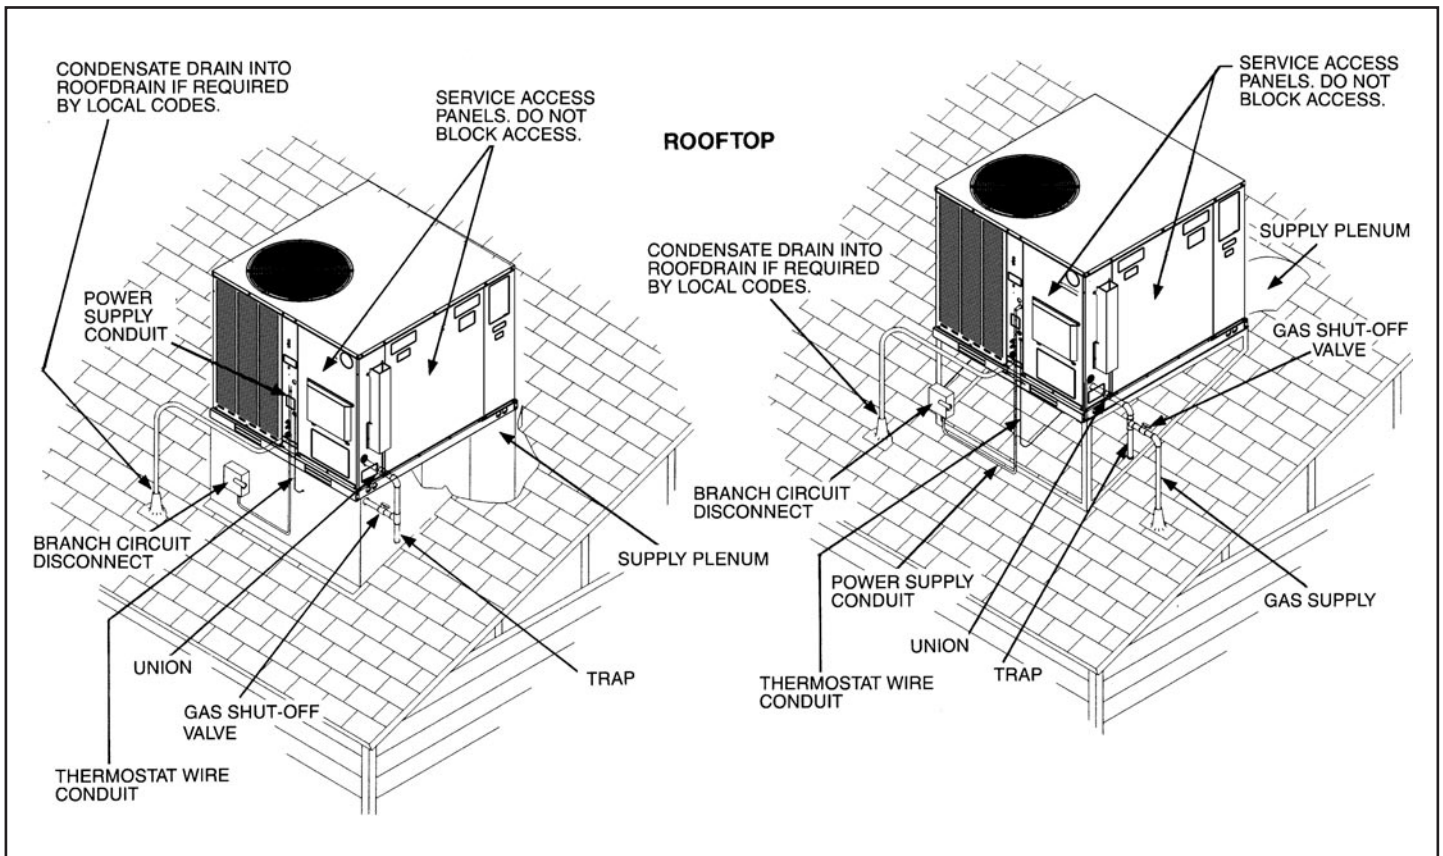 CONDENSATE DRAIN INTO
ROOFDRAIN IF REQUIRED
BY LOCAL CODES.
SERVICE ACCESS
PANELS. DO NOT
BLOCK ACCESS.
POWER
SUPPLY
CONDUIT
BRANCH CIRCUIT
DISCONNECT
SUPPLY PLENUM
UNION
TRAP
GAS SHUT-OFF
VALVE
THERMOSTAT WIRE
CONDUIT
ROOFTOP
SERVICE ACCESS
PANELS. DO NOT
BLOCK ACCESS.
CONDENSATE DRAIN INTO
ROOFDRAIN IF REQUIRED
BY LOCAL CODES.
SUPPLY PLENUM
GAS SHUT-OFF
VALVE
BRANCH CIRCUIT
DISCONNECT
POWER SUPPLY
CONDUIT
GAS SUPPLY
UNION
TRAP
THERMOSTAT WIRE
CONDUIT